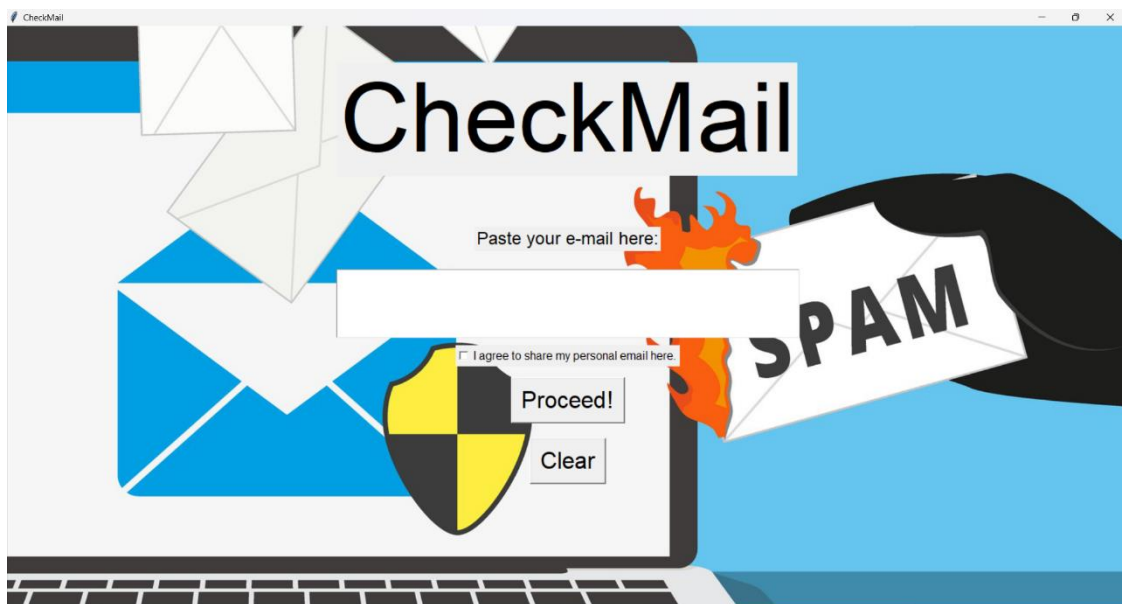 CheckMail
CheckMail
Paste your e-mail here:
SPAM
I agree to share my personal email here.
Proceed!
Clear